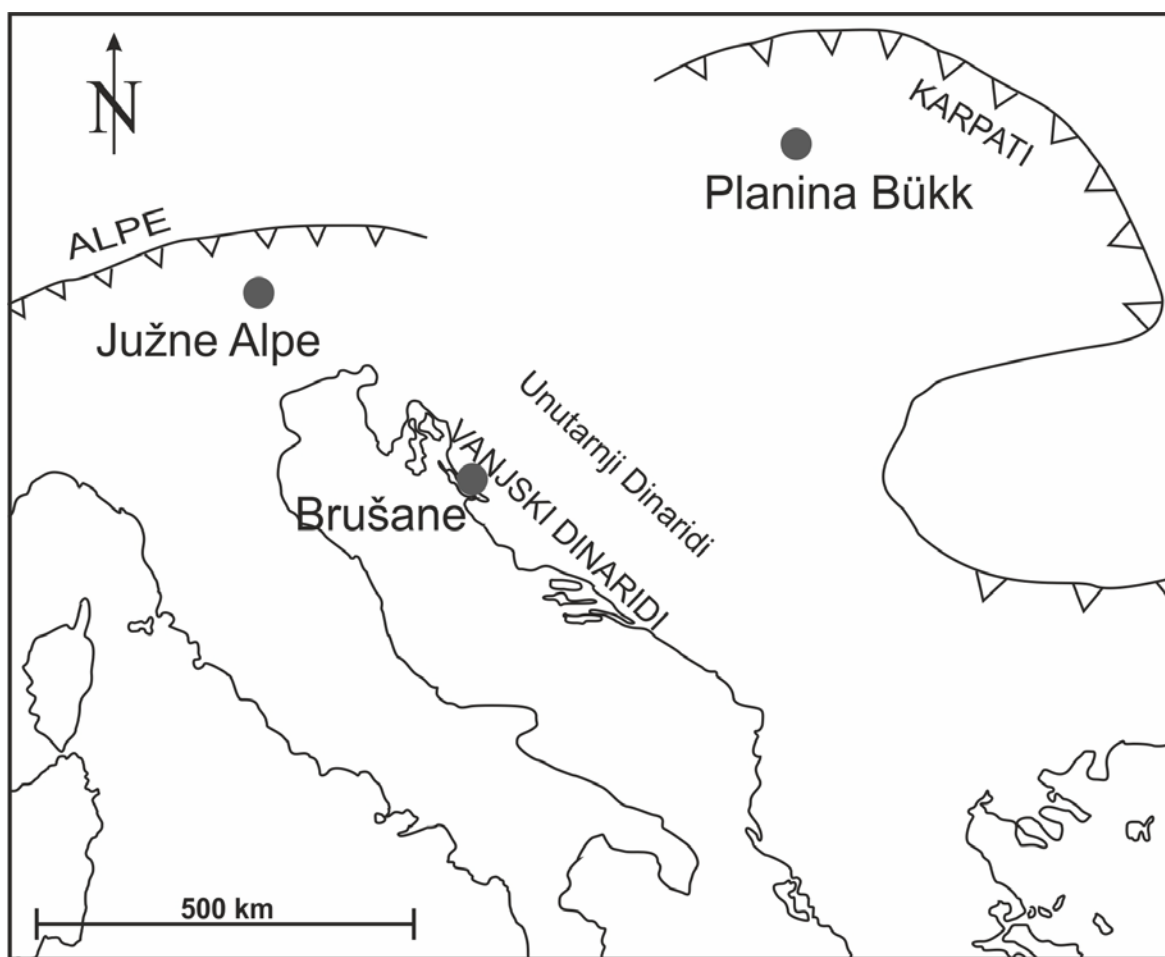 N
KARPATI
Planina Bükk
ALPE
Južne Alpe
Unutarnji Dinaridi
VANJSKI DINARIDI
Brušane
500 km